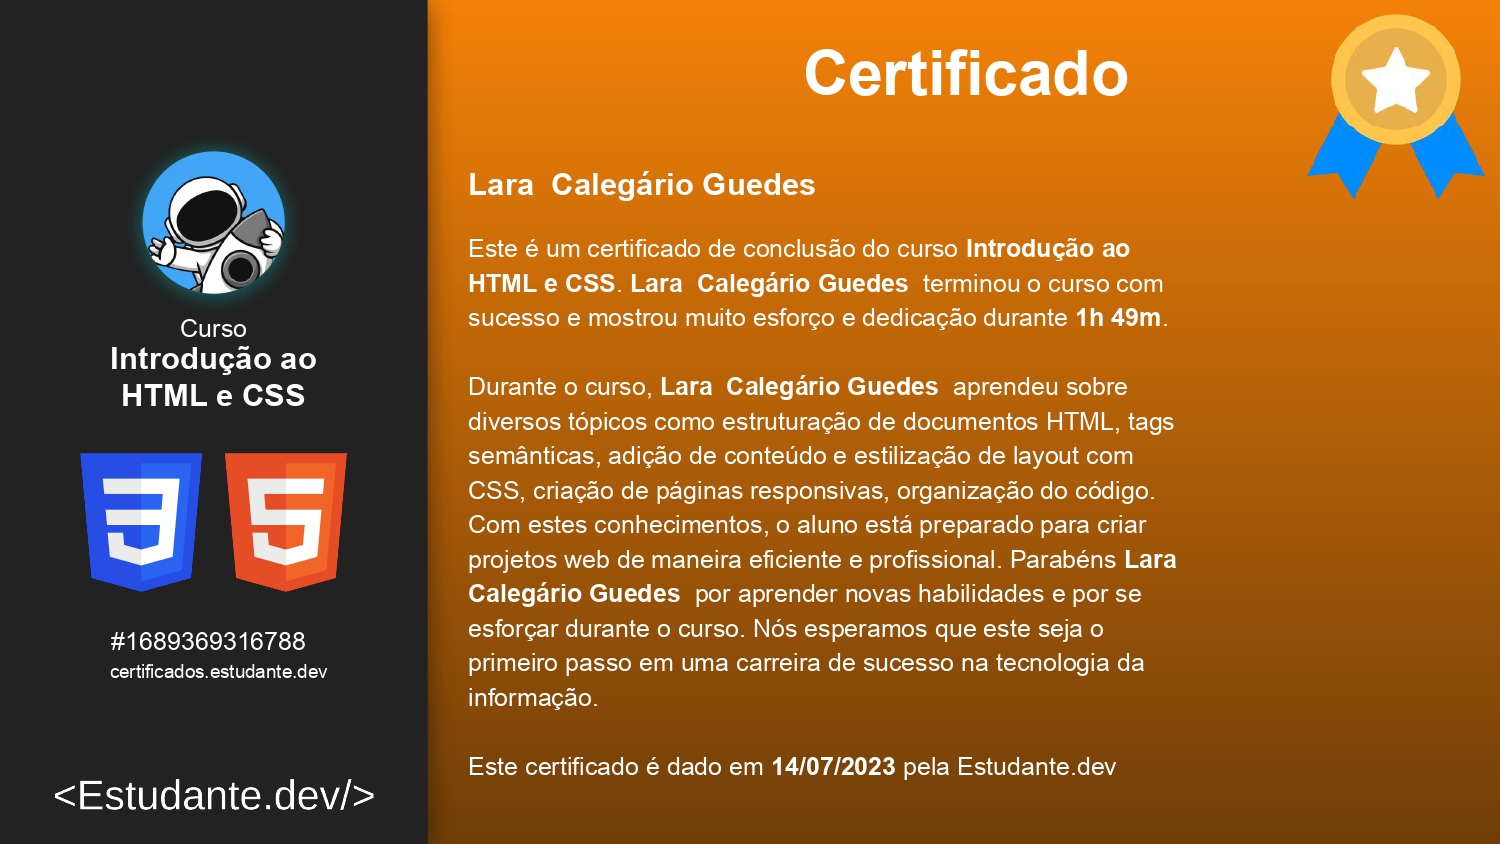 Certificado
Lara  Calegário Guedes
Este é um certificado de conclusão do curso Introdução ao
HTML e CSS. Lara  Calegário Guedes  terminou o curso com
sucesso e mostrou muito esforço e dedicação durante 1h 49m.
Durante o curso, Lara  Calegário Guedes  aprendeu sobre
diversos tópicos como estruturação de documentos HTML, tags
semânticas, adição de conteúdo e estilização de layout com
CSS, criação de páginas responsivas, organização do código.
Com estes conhecimentos, o aluno está preparado para criar
projetos web de maneira eficiente e profissional. Parabéns Lara
Calegário Guedes  por aprender novas habilidades e por se
esforçar durante o curso. Nós esperamos que este seja o
primeiro passo em uma carreira de sucesso na tecnologia da
informação.
Este certificado é dado em 14/07/2023 pela Estudante.dev
Curso
Introdução ao
HTML e CSS
#1689369316788
certificados.estudante.dev
<Estudante.dev/>